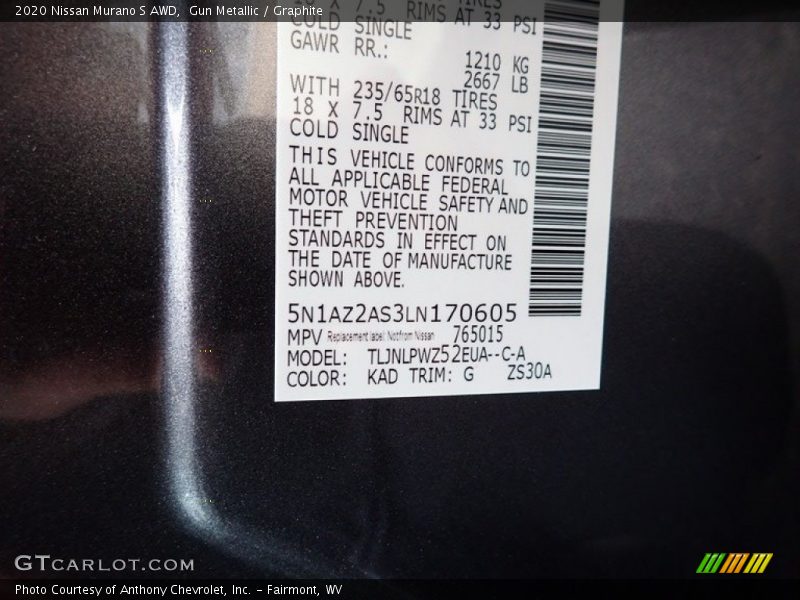 2020 Nissan Murano S AWD, Gun Metallic / Graphite
X 7.5 RIMS AT 33 PSI
COLD SINGLE
GAWR RR.:
1210 KG
2667 LB
WITH 235/65R18 TIRES
18 X 7.5 RIMS AT 33 PSI
COLD SINGLE
THIS VEHICLE CONFORMS TO
ALL APPLICABLE FEDERAL
MOTOR VEHICLE SAFETY AND
THEFT PREVENTION
STANDARDS IN EFFECT ON
THE DATE OF MANUFACTURE
SHOWN ABOVE.
5N1AZ2AS3LN170605
MPV Replacement label: Not from Nissan 765015
MODEL: TLJNLPWZ52EUA--C-A
COLOR: KAD TRIM: G ZS30A
GTCARLOT.COM
Photo Courtesy of Anthony Chevrolet, Inc. – Fairmont, WV